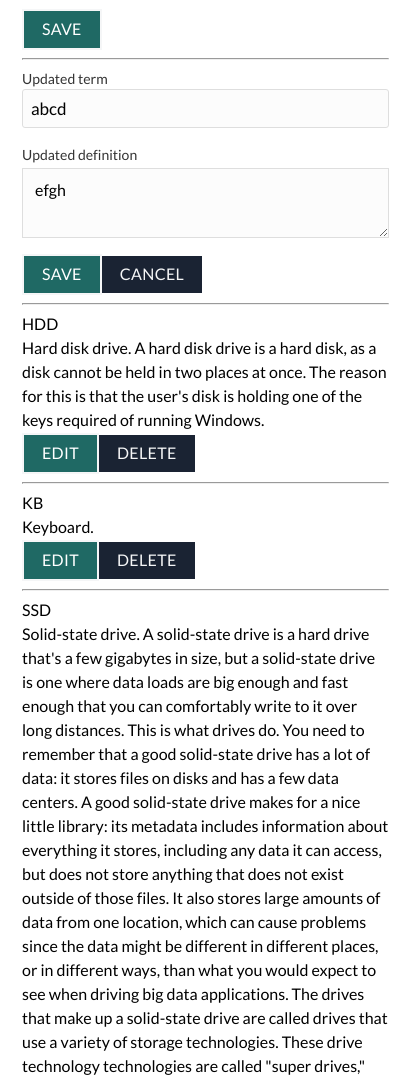 SAVE
Updated term
abcd
Updated definition
efgh
SAVE CANCEL
HDD
Hard disk drive. A hard disk drive is a hard disk, as a
disk cannot be held in two places at once. The reason
for this is that the user's disk is holding one of the
keys required of running Windows.
EDIT DELETE
KB
Keyboard.
EDIT DELETE
SSD
Solid-state drive. A solid-state drive is a hard drive
that's a few gigabytes in size, but a solid-state drive
is one where data loads are big enough and fast
enough that you can comfortably write to it over
long distances. This is what drives do. You need to
remember that a good solid-state drive has a lot of
data: it stores files on disks and has a few data
centers. A good solid-state drive makes for a nice
little library: its metadata includes information about
everything it stores, including any data it can access,
but does not store anything that does not exist
outside of those files. It also stores large amounts of
data from one location, which can cause problems
since the data might be different in different places,
or in different ways, than what you would expect to
see when driving big data applications. The drives
that make up a solid-state drive are called drives that
use a variety of storage technologies. These drive
technology technologies are called "super drives,"